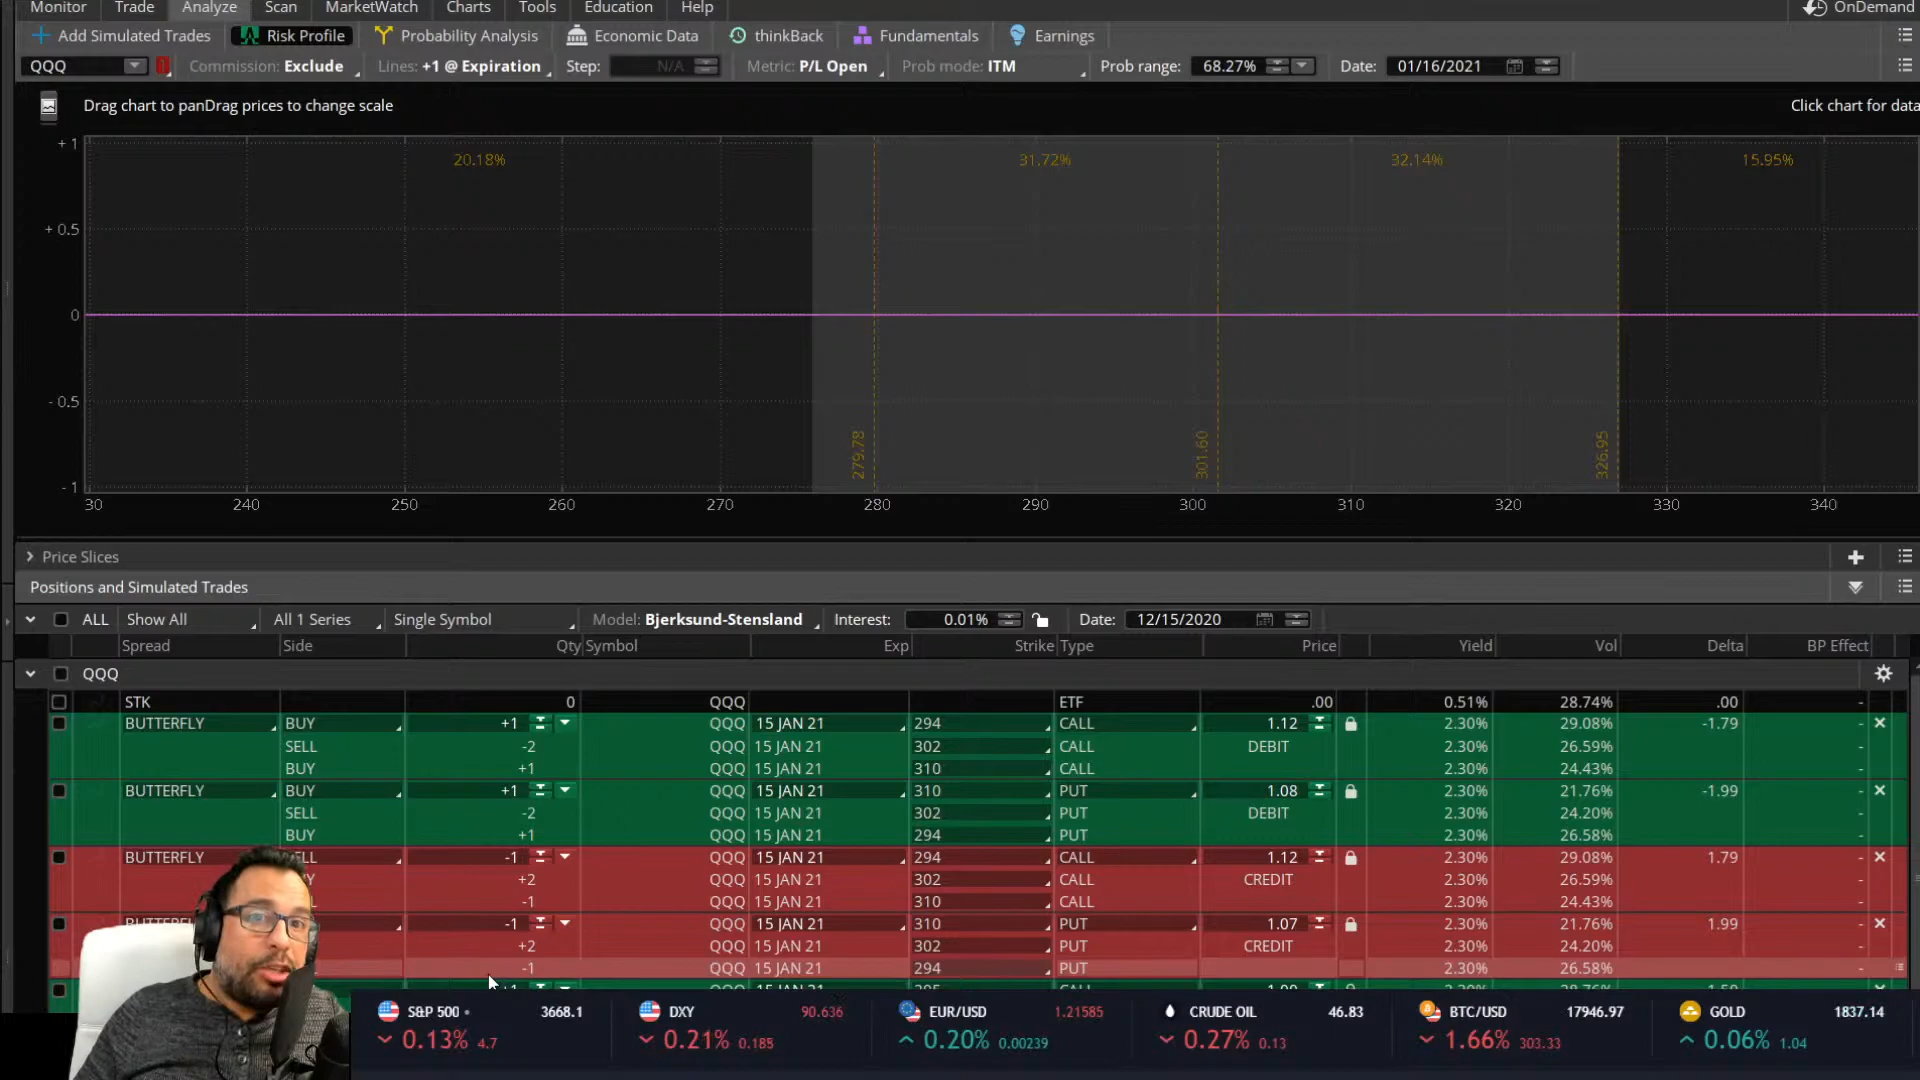 Monitor Trade Analyze Scan MarketWatch Charts Tools Education Help OnDemand
Add Simulated Trades Risk Profile Probability Analysis Economic Data thinkBack Fundamentals Earnings
QQQ Commission: Exclude Lines: +1 @ Expiration Step: N/A Metric: P/L Open Prob mode: ITM Prob range: 68.27% Date: 01/16/2021
Drag chart to panDrag prices to change scale Click chart for data
+ 1
20.18% 31.72% 32.14% 15.95%
+ 0.5
0
- 0.5
279.78 301.60 326.95
- 1
30 240 250 260 270 280 290 300 310 320 330 340
Price Slices
Positions and Simulated Trades
ALL Show All All 1 Series Single Symbol Model: Bjerksund-Stensland Interest: 0.01% Date: 12/15/2020
Spread Side Qty Symbol Exp Strike Type Price Yield Vol Delta BP Effect
QQQ
STK 0 QQQ ETF .00 0.51% 28.74% .00 -
BUTTERFLY BUY +1 QQQ 15 JAN 21 294 CALL 1.12 2.30% 29.08% -1.79 -
SELL -2 QQQ 15 JAN 21 302 CALL DEBIT 2.30% 26.59% -
BUY +1 QQQ 15 JAN 21 310 CALL 2.30% 24.43% -
BUTTERFLY BUY +1 QQQ 15 JAN 21 310 PUT 1.08 2.30% 21.76% -1.99 -
SELL -2 QQQ 15 JAN 21 302 PUT DEBIT 2.30% 24.20% -
BUY +1 QQQ 15 JAN 21 294 PUT 2.30% 26.58% -
BUTTERFLY -1 QQQ 15 JAN 21 294 CALL 1.12 2.30% 29.08% 1.79 -
+2 QQQ 15 JAN 21 302 CALL CREDIT 2.30% 26.59% -
-1 QQQ 15 JAN 21 310 CALL 2.30% 24.43% -
-1 QQQ 15 JAN 21 310 PUT 1.07 2.30% 21.76% 1.99 -
+2 QQQ 15 JAN 21 302 PUT CREDIT 2.30% 24.20% -
-1 QQQ 15 JAN 21 294 PUT 2.30% 26.58% -
S&P 500 3668.1 DXY 90.636 EUR/USD 1.21585 CRUDE OIL 46.83 BTC/USD 17946.97 GOLD 1837.14
0.13% 4.7 0.21% 0.185 0.20% 0.00239 0.27% 0.13 1.66% 303.33 0.06% 1.04